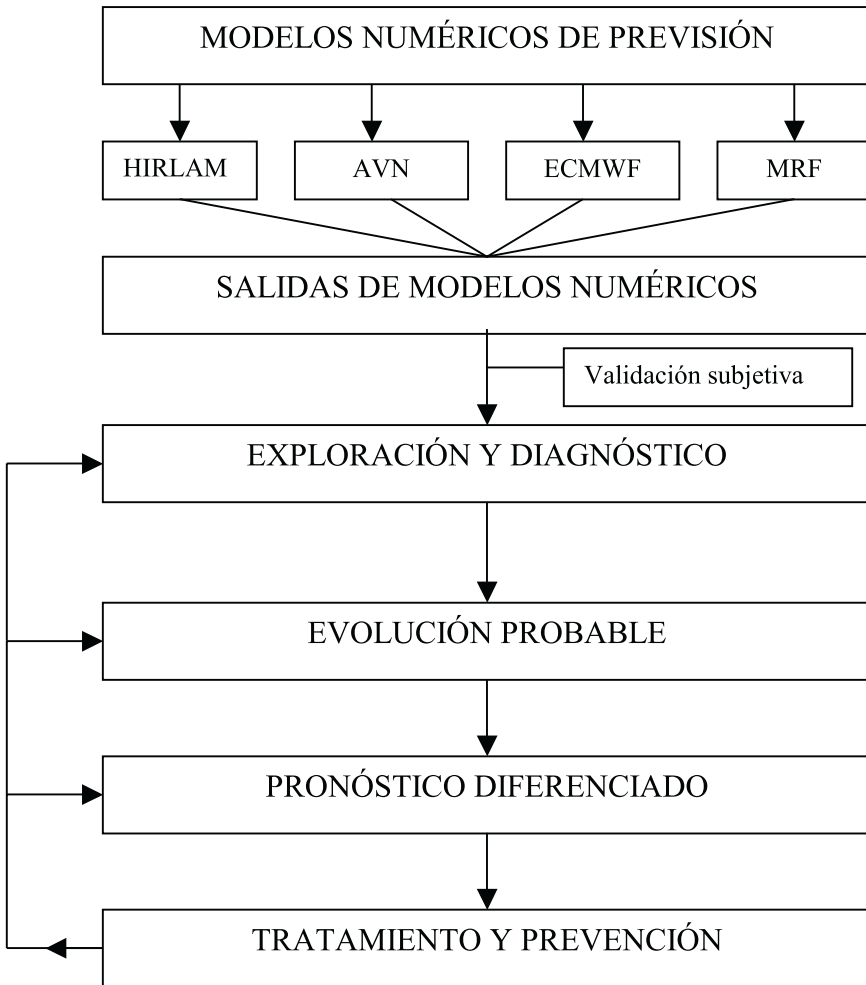 MODELOS NUMÉRICOS DE PREVISIÓN
HIRLAM
AVN
ECMWF
MRF
SALIDAS DE MODELOS NUMÉRICOS
Validación subjetiva
EXPLORACIÓN Y DIAGNÓSTICO
EVOLUCIÓN PROBABLE
PRONÓSTICO DIFERENCIADO
TRATAMIENTO Y PREVENCIÓN